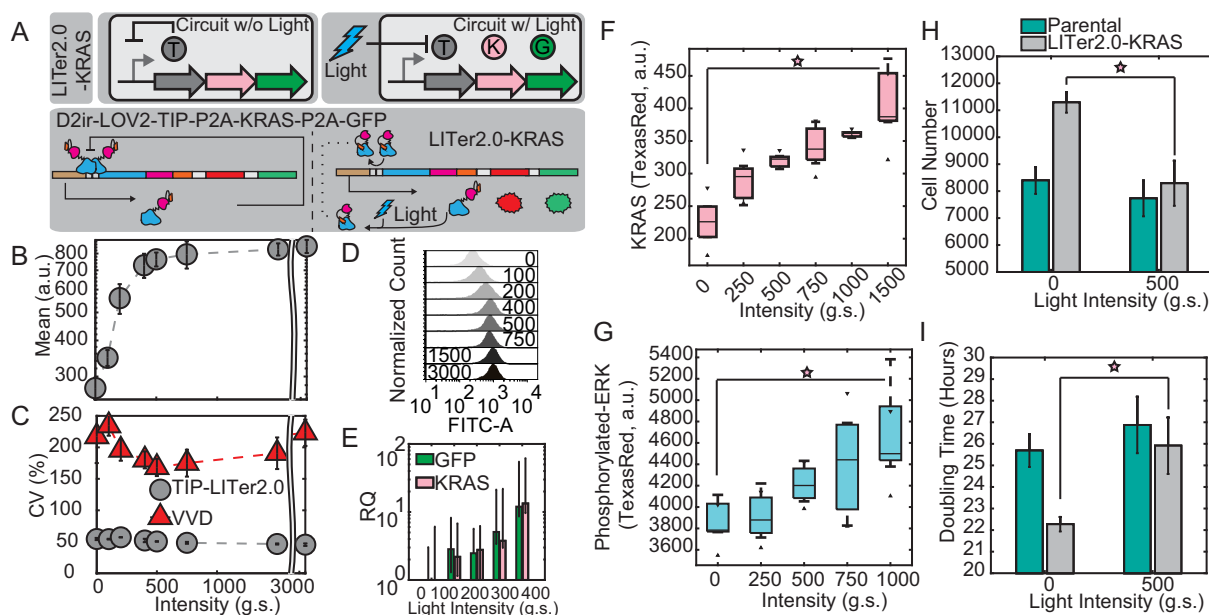 A
LITer2.0
-KRAS
Circuit w/o Light
T
Light
Circuit w/ Light
T K G
D2ir-LOV2-TIP-P2A-KRAS-P2A-GFP
LITer2.0-KRAS
Light
B
Mean (a.u.)
800
700
600
500
400
300
C
CV (%)
250
200
150
100
50
0
TIP-LITer2.0
VVD
0 500 1000 3000
Intensity (g.s.)
D
Normalized Count
0
100
200
400
500
750
1500
3000
10¹ 10² 10³ 10⁴
FITC-A
E
RQ
10²
10¹
10⁰
GFP
KRAS
0 100 200 300 400
Light Intensity (g.s.)
F
KRAS (TexasRed, a.u.)
450
400
350
300
250
200
0 250 500 750 1000 1500
Intensity (g.s.)
G
Phosphorylated-ERK
(TexasRed, a.u.)
5400
5200
5000
4800
4600
4400
4200
4000
3800
3600
0 250 500 750 1000
Intensity (g.s.)
H
Parental
LITer2.0-KRAS
Cell Number
13000
12000
11000
10000
9000
8000
7000
6000
5000
0 500
Light Intensity (g.s.)
I
Doubling Time (Hours)
30
29
28
27
26
25
24
23
22
21
20
0 500
Light Intensity (g.s.)